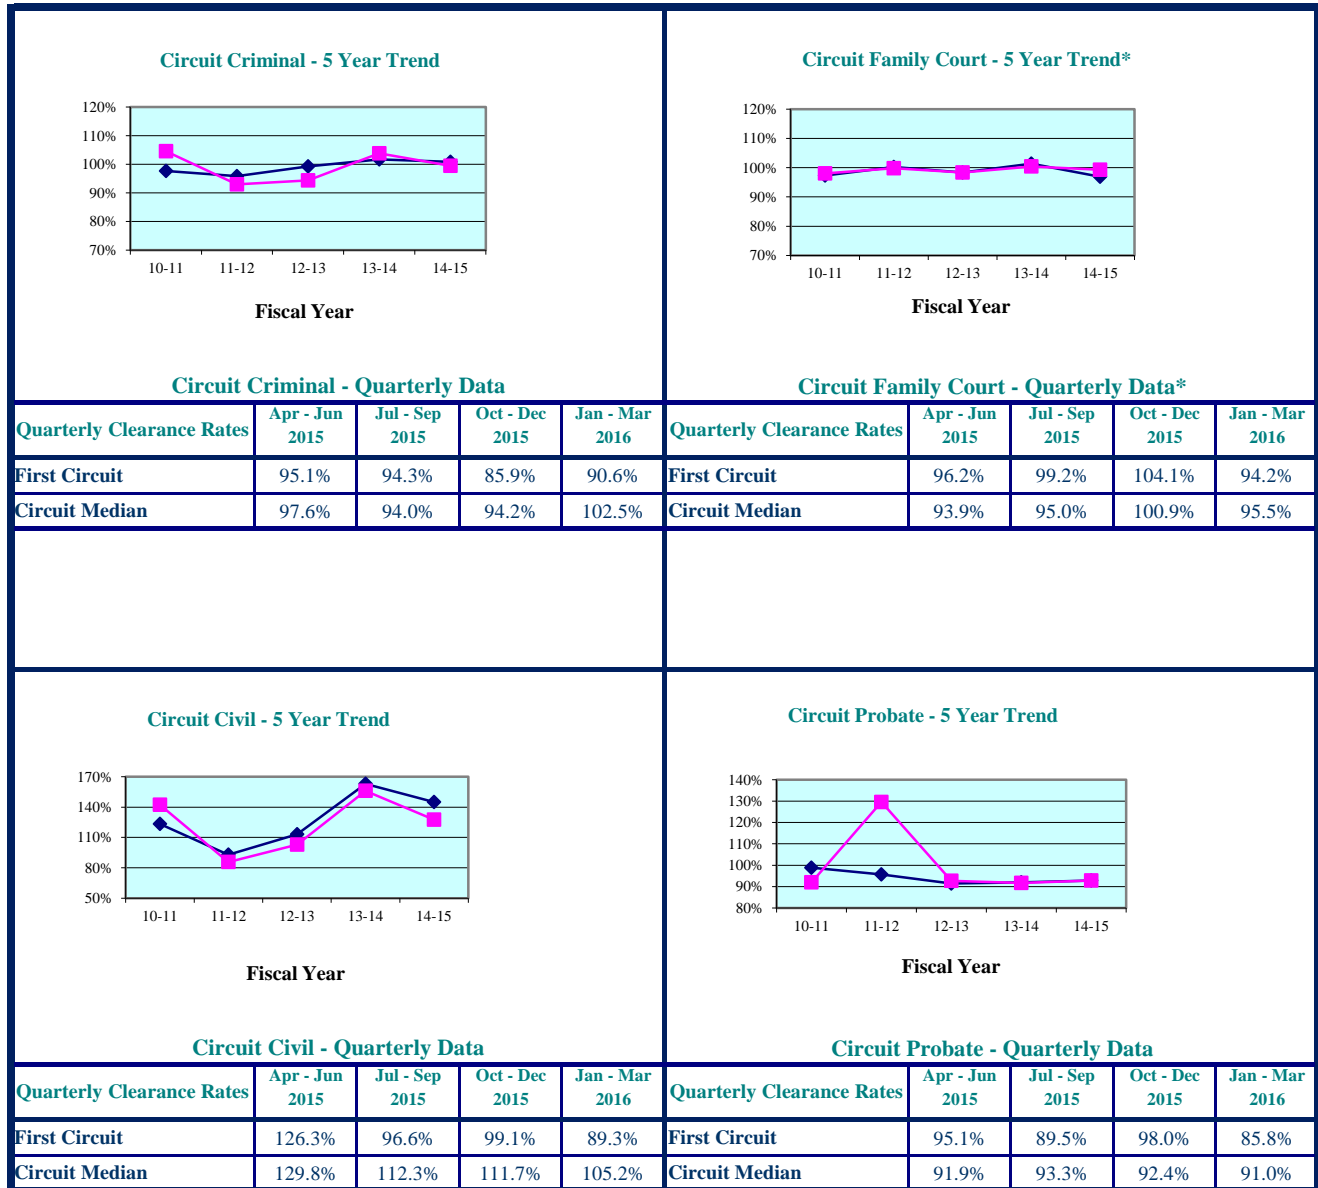 Circuit Criminal - 5 Year Trend
120%
110%
100%
90%
80%
70%
10-11 11-12 12-13 13-14 14-15
Fiscal Year
Circuit Criminal - Quarterly Data
Quarterly Clearance Rates Apr - Jun 2015 Jul - Sep 2015 Oct - Dec 2015 Jan - Mar 2016
First Circuit 95.1% 94.3% 85.9% 90.6%
Circuit Median 97.6% 94.0% 94.2% 102.5%
Circuit Family Court - 5 Year Trend*
120%
110%
100%
90%
80%
70%
10-11 11-12 12-13 13-14 14-15
Fiscal Year
Circuit Family Court - Quarterly Data*
Quarterly Clearance Rates Apr - Jun 2015 Jul - Sep 2015 Oct - Dec 2015 Jan - Mar 2016
First Circuit 96.2% 99.2% 104.1% 94.2%
Circuit Median 93.9% 95.0% 100.9% 95.5%
Circuit Civil - 5 Year Trend
170%
140%
110%
80%
50%
10-11 11-12 12-13 13-14 14-15
Fiscal Year
Circuit Civil - Quarterly Data
Quarterly Clearance Rates Apr - Jun 2015 Jul - Sep 2015 Oct - Dec 2015 Jan - Mar 2016
First Circuit 126.3% 96.6% 99.1% 89.3%
Circuit Median 129.8% 112.3% 111.7% 105.2%
Circuit Probate - 5 Year Trend
140%
130%
120%
110%
100%
90%
80%
10-11 11-12 12-13 13-14 14-15
Fiscal Year
Circuit Probate - Quarterly Data
Quarterly Clearance Rates Apr - Jun 2015 Jul - Sep 2015 Oct - Dec 2015 Jan - Mar 2016
First Circuit 95.1% 89.5% 98.0% 85.8%
Circuit Median 91.9% 93.3% 92.4% 91.0%